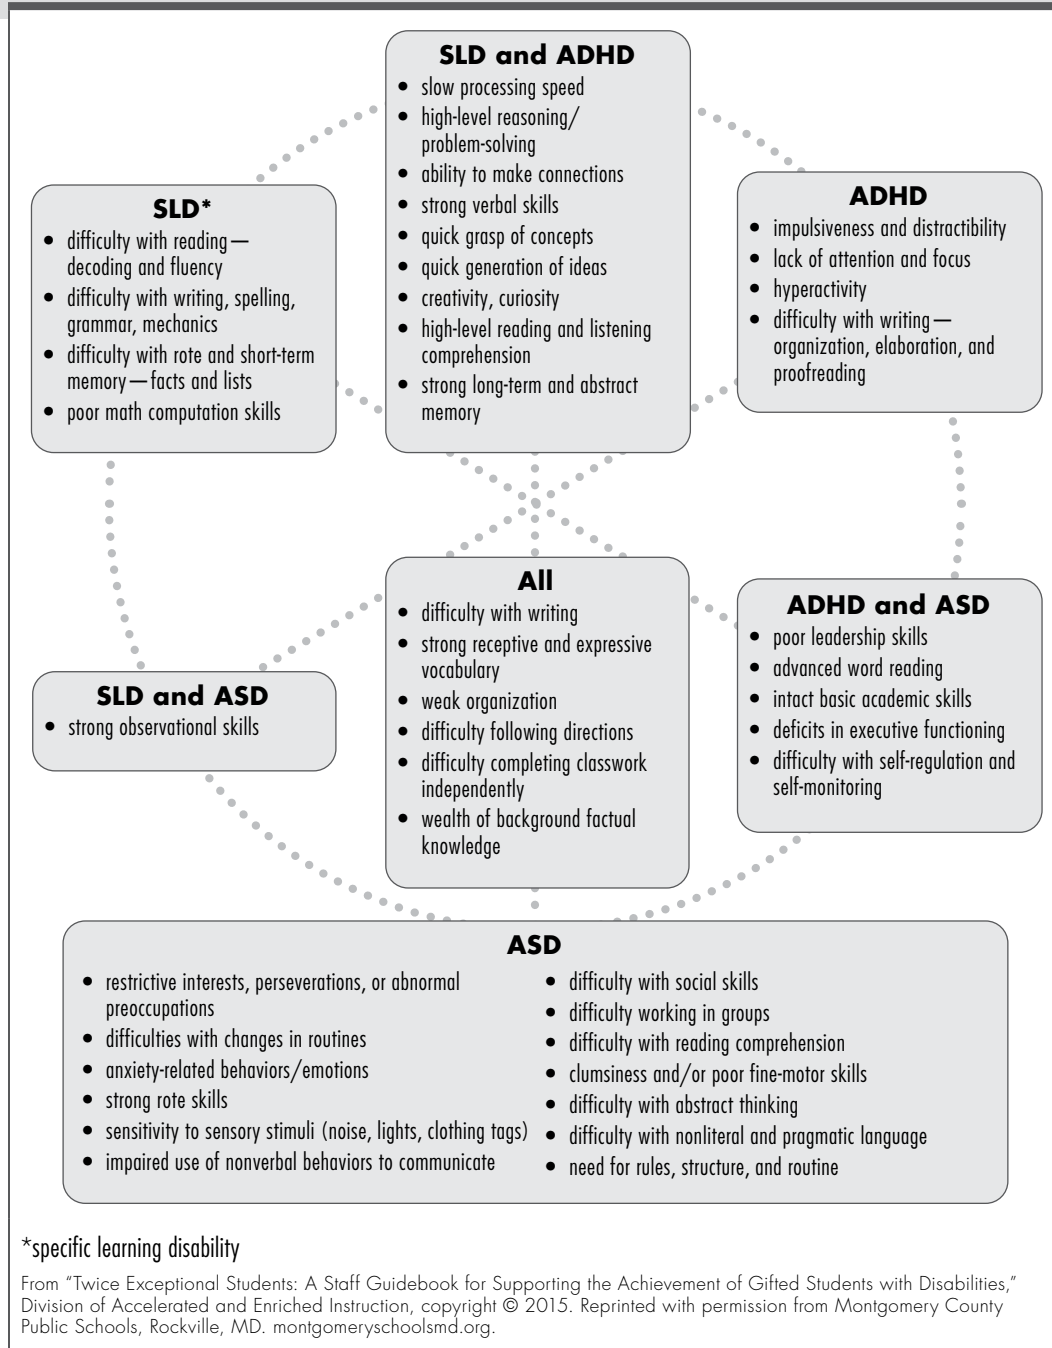 SLD and ADHD
• slow processing speed
• high-level reasoning/
problem-solving
• ability to make connections
• strong verbal skills
• quick grasp of concepts
• quick generation of ideas
• creativity, curiosity
• high-level reading and listening
comprehension
• strong long-term and abstract
memory
SLD*
• difficulty with reading—
decoding and fluency
• difficulty with writing, spelling,
grammar, mechanics
• difficulty with rote and short-term
memory—facts and lists
• poor math computation skills
ADHD
• impulsiveness and distractibility
• lack of attention and focus
• hyperactivity
• difficulty with writing—
organization, elaboration, and
proofreading
All
• difficulty with writing
• strong receptive and expressive
vocabulary
• weak organization
• difficulty following directions
• difficulty completing classwork
independently
• wealth of background factual
knowledge
SLD and ASD
• strong observational skills
ADHD and ASD
• poor leadership skills
• advanced word reading
• intact basic academic skills
• deficits in executive functioning
• difficulty with self-regulation and
self-monitoring
ASD
• restrictive interests, perseverations, or abnormal
preoccupations
• difficulties with changes in routines
• anxiety-related behaviors/emotions
• strong rote skills
• sensitivity to sensory stimuli (noise, lights, clothing tags)
• impaired use of nonverbal behaviors to communicate
• difficulty with social skills
• difficulty working in groups
• difficulty with reading comprehension
• clumsiness and/or poor fine-motor skills
• difficulty with abstract thinking
• difficulty with nonliteral and pragmatic language
• need for rules, structure, and routine
*specific learning disability
From “Twice Exceptional Students: A Staff Guidebook for Supporting the Achievement of Gifted Students with Disabilities,”
Division of Accelerated and Enriched Instruction, copyright © 2015. Reprinted with permission from Montgomery County
Public Schools, Rockville, MD. montgomeryschoolsmd.org.